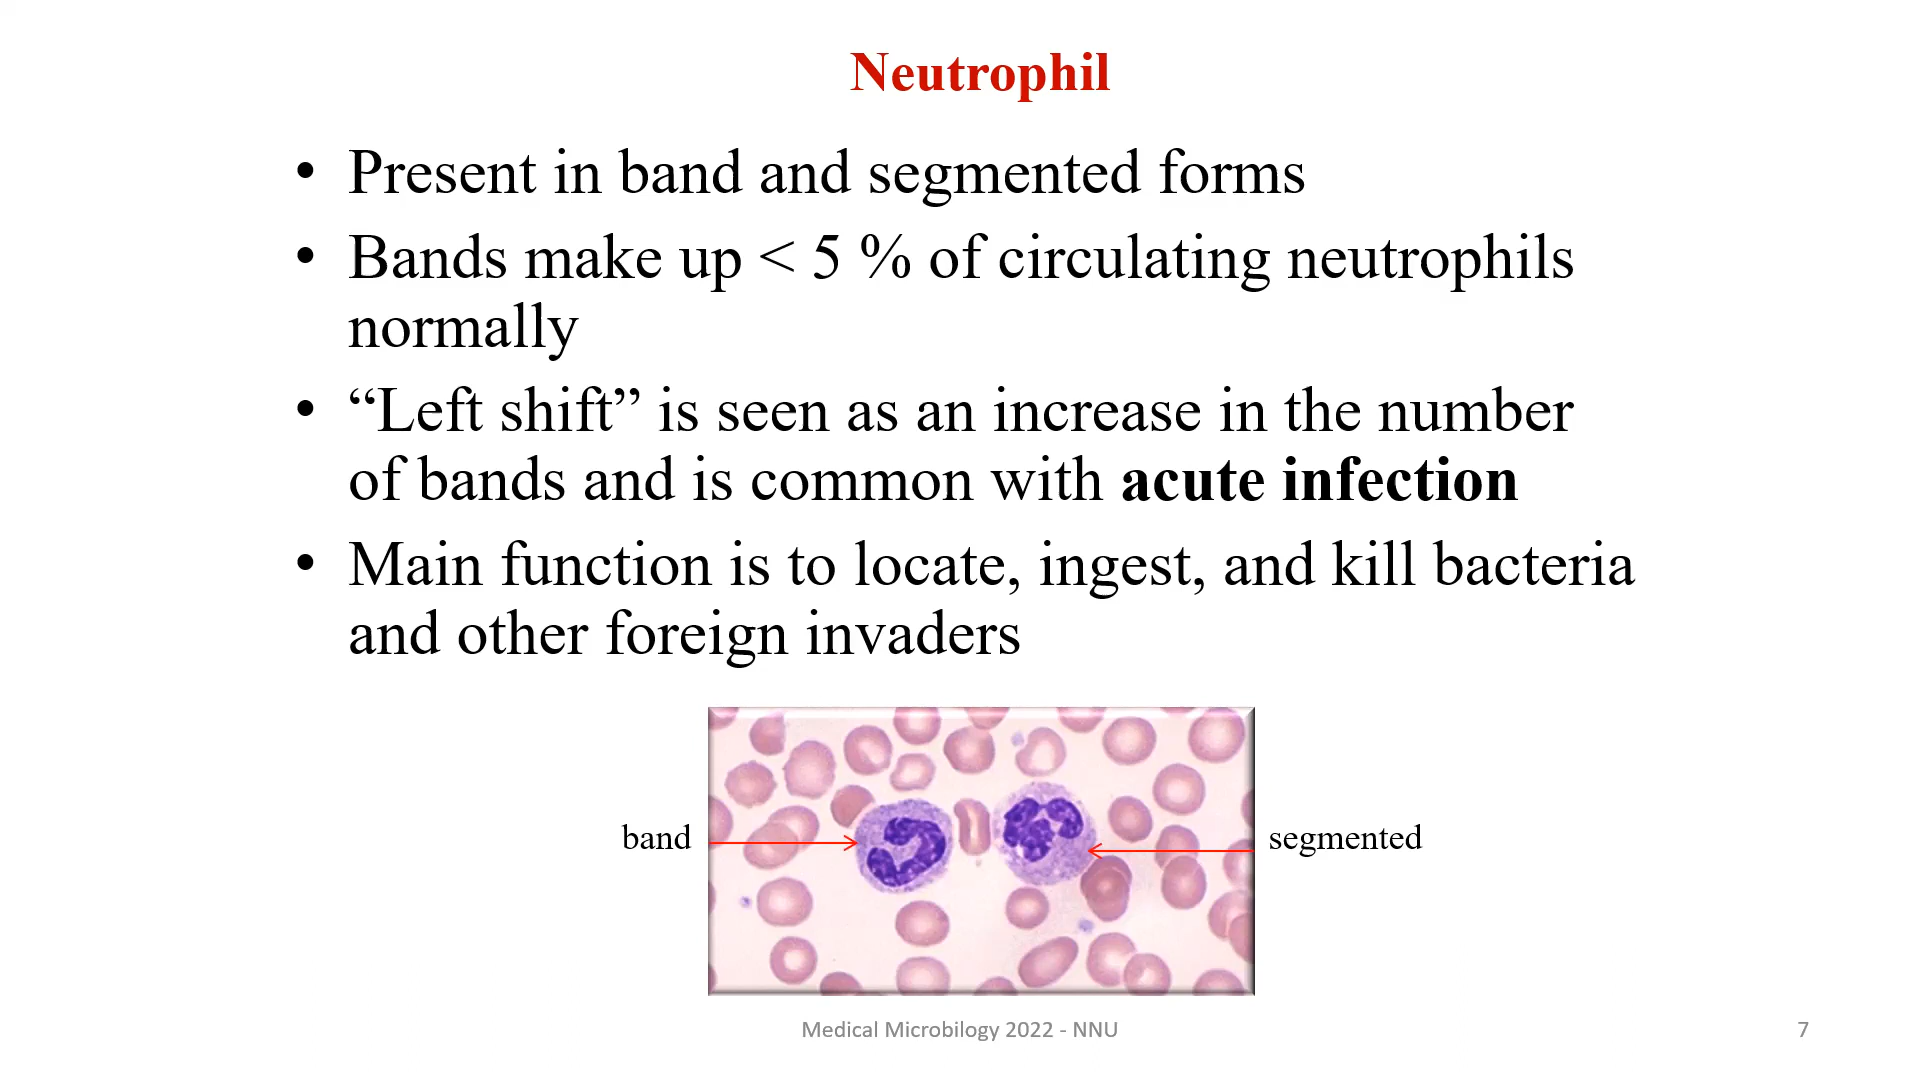 Neutrophil
• Present in band and segmented forms
• Bands make up < 5 % of circulating neutrophils
normally
• “Left shift” is seen as an increase in the number
of bands and is common with acute infection
• Main function is to locate, ingest, and kill bacteria
and other foreign invaders
band
segmented
Medical Microbilogy 2022 - NNU
7